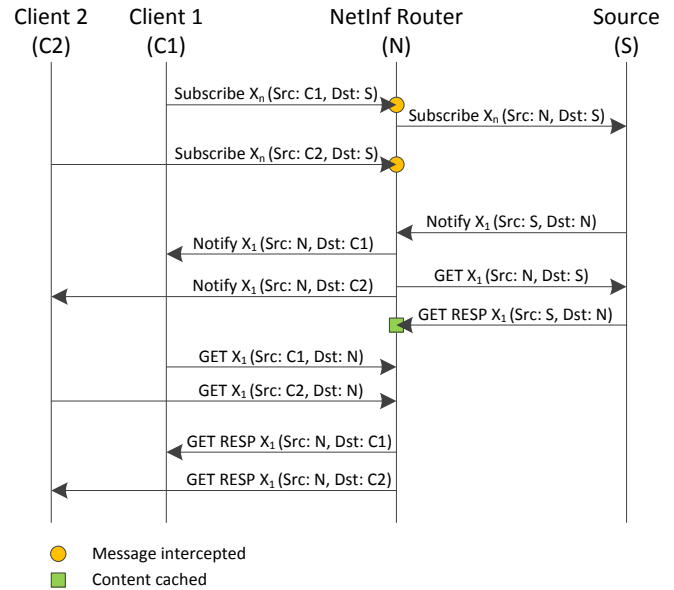 Client 2 Client 1 NetInf Router Source
(C2) (C1) (N) (S)
Subscribe Xn (Src: C1, Dst: S)
Subscribe Xn (Src: N, Dst: S)
Subscribe Xn (Src: C2, Dst: S)
Notify X1 (Src: S, Dst: N)
Notify X1 (Src: N, Dst: C1)
GET X1 (Src: N, Dst: S)
Notify X1 (Src: N, Dst: C2)
GET RESP X1 (Src: S, Dst: N)
GET X1 (Src: C1, Dst: N)
GET X1 (Src: C2, Dst: N)
GET RESP X1 (Src: N, Dst: C1)
GET RESP X1 (Src: N, Dst: C2)
Message intercepted
Content cached